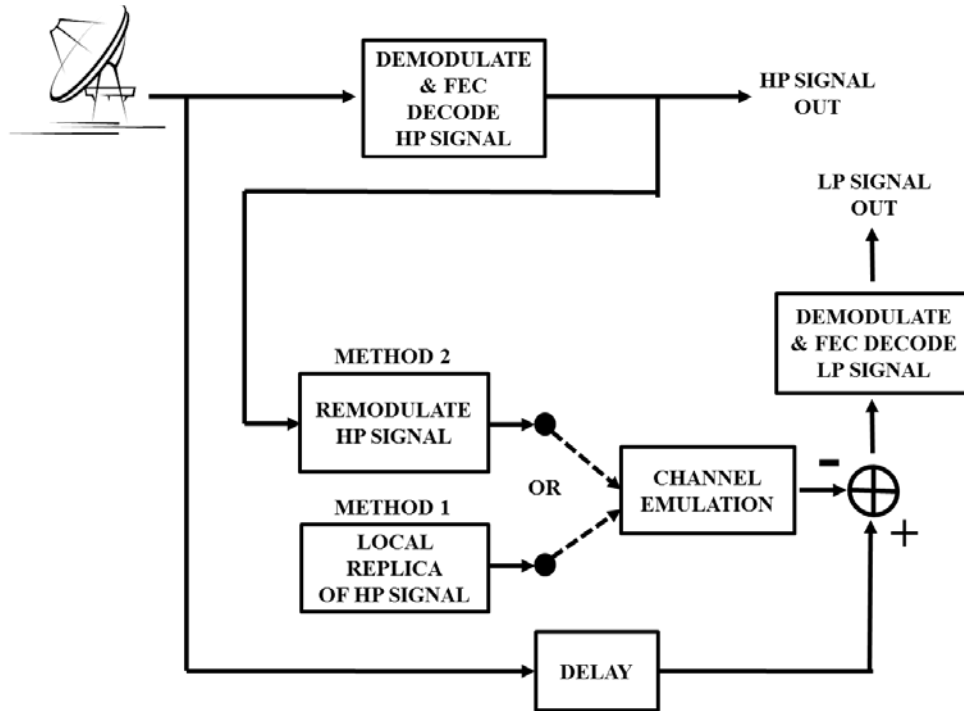 DEMODULATE
& FEC
DECODE
HP SIGNAL
HP SIGNAL
OUT
LP SIGNAL
OUT
DEMODULATE
& FEC DECODE
LP SIGNAL
METHOD 2
REMODULATE
HP SIGNAL
OR
CHANNEL
EMULATION
-
+
METHOD 1
LOCAL
REPLICA
OF HP SIGNAL
DELAY